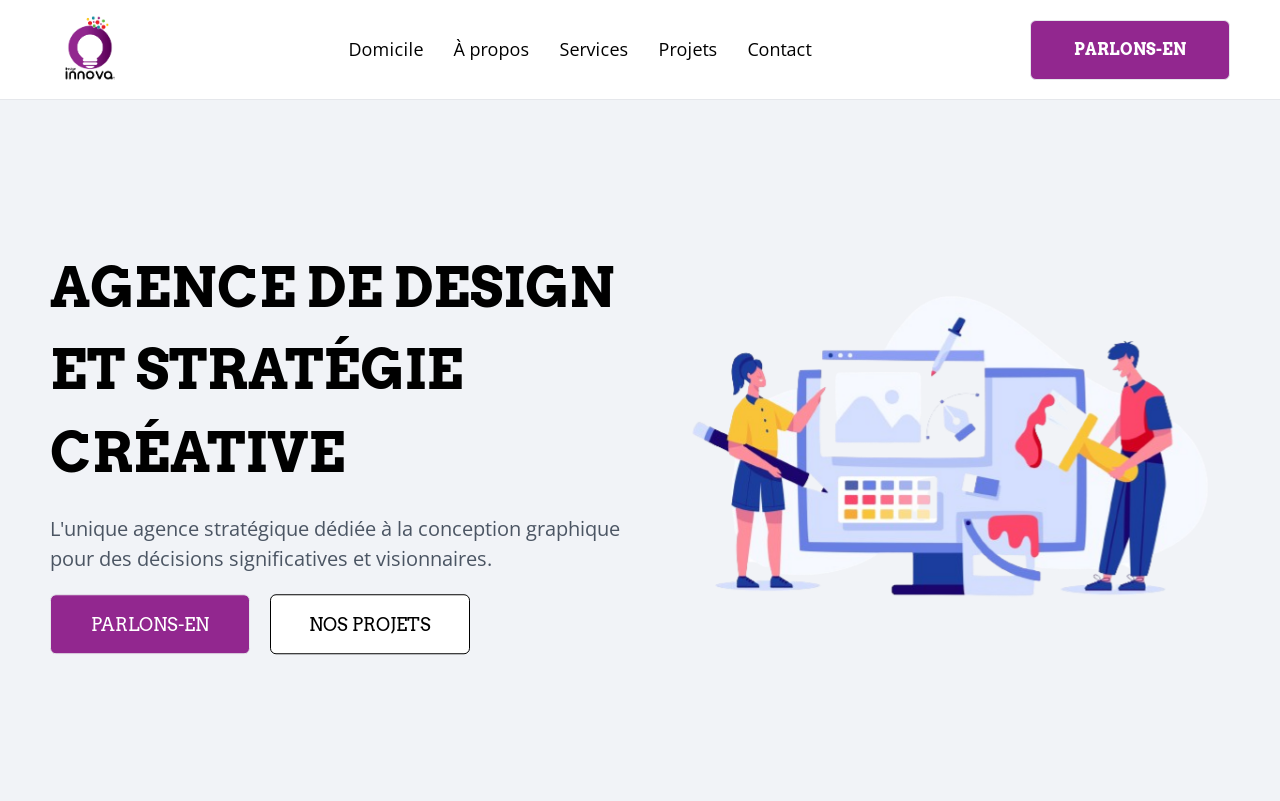 innova
Domicile
À propos
Services
Projets
Contact
PARLONS-EN
AGENCE DE DESIGN
ET STRATÉGIE
CRÉATIVE
L'unique agence stratégique dédiée à la conception graphique
pour des décisions significatives et visionnaires.
PARLONS-EN
NOS PROJETS